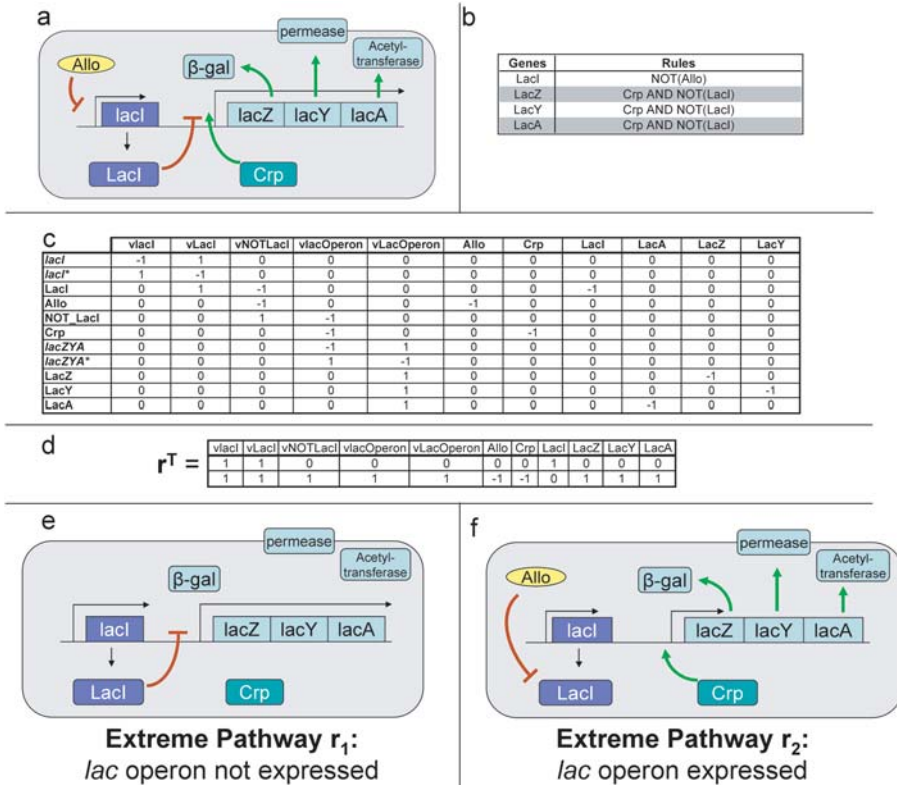 a
Allo
β-gal
permease
Acetyl-
transferase
lacI
lacZ lacY lacA
LacI
Crp
b
Genes Rules
LacI NOT(Allo)
LacZ Crp AND NOT(LacI)
LacY Crp AND NOT(LacI)
LacA Crp AND NOT(LacI)
c
vlacI vLacI vNOTLacI vlacOperon vLacOperon Allo Crp LacI LacA LacZ LacY
lacI -1 1 0 0 0 0 0 0 0 0 0
lacI* 1 -1 0 0 0 0 0 0 0 0 0
LacI 0 1 -1 0 0 0 0 -1 0 0 0
Allo 0 0 -1 0 0 -1 0 0 0 0 0
NOT_LacI 0 0 1 -1 0 0 0 0 0 0 0
Crp 0 0 0 -1 0 0 -1 0 0 0 0
lacZYA 0 0 0 -1 1 0 0 0 0 0 0
lacZYA* 0 0 0 1 -1 0 0 0 0 0 0
LacZ 0 0 0 0 1 0 0 0 0 -1 0
LacY 0 0 0 0 1 0 0 0 0 0 -1
LacA 0 0 0 0 1 0 0 0 -1 0 0
d
rᵀ =
vlacI vLacI vNOTLacI vlacOperon vLacOperon Allo Crp LacI LacZ LacY LacA
1 1 0 0 0 0 0 1 0 0 0
1 1 1 1 1 -1 -1 0 1 1 1
e
permease
Acetyl-
transferase
β-gal
lacI
lacZ lacY lacA
LacI
Crp
Extreme Pathway r₁:
lac operon not expressed
f
Allo
permease
β-gal
Acetyl-
transferase
lacI
lacZ lacY lacA
LacI
Crp
Extreme Pathway r₂:
lac operon expressed